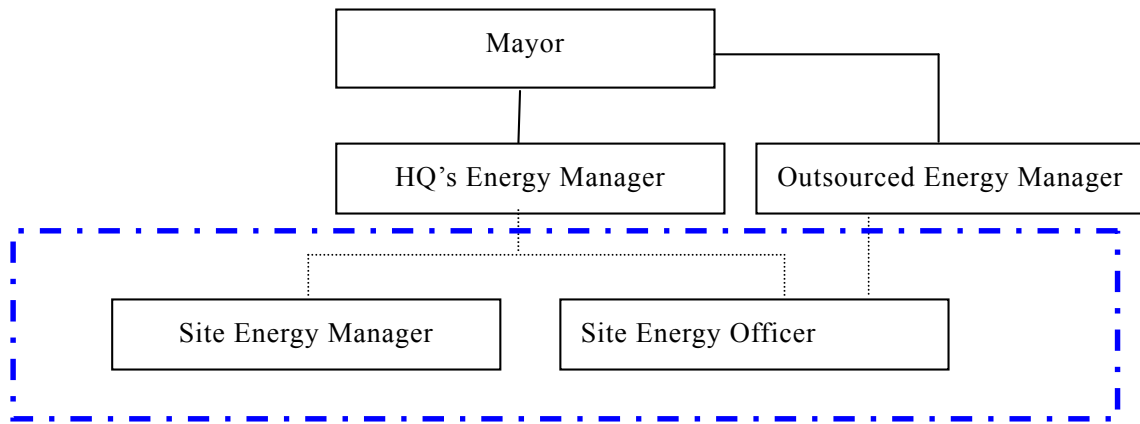 Mayor
HQ’s Energy Manager
Outsourced Energy Manager
Site Energy Manager
Site Energy Officer